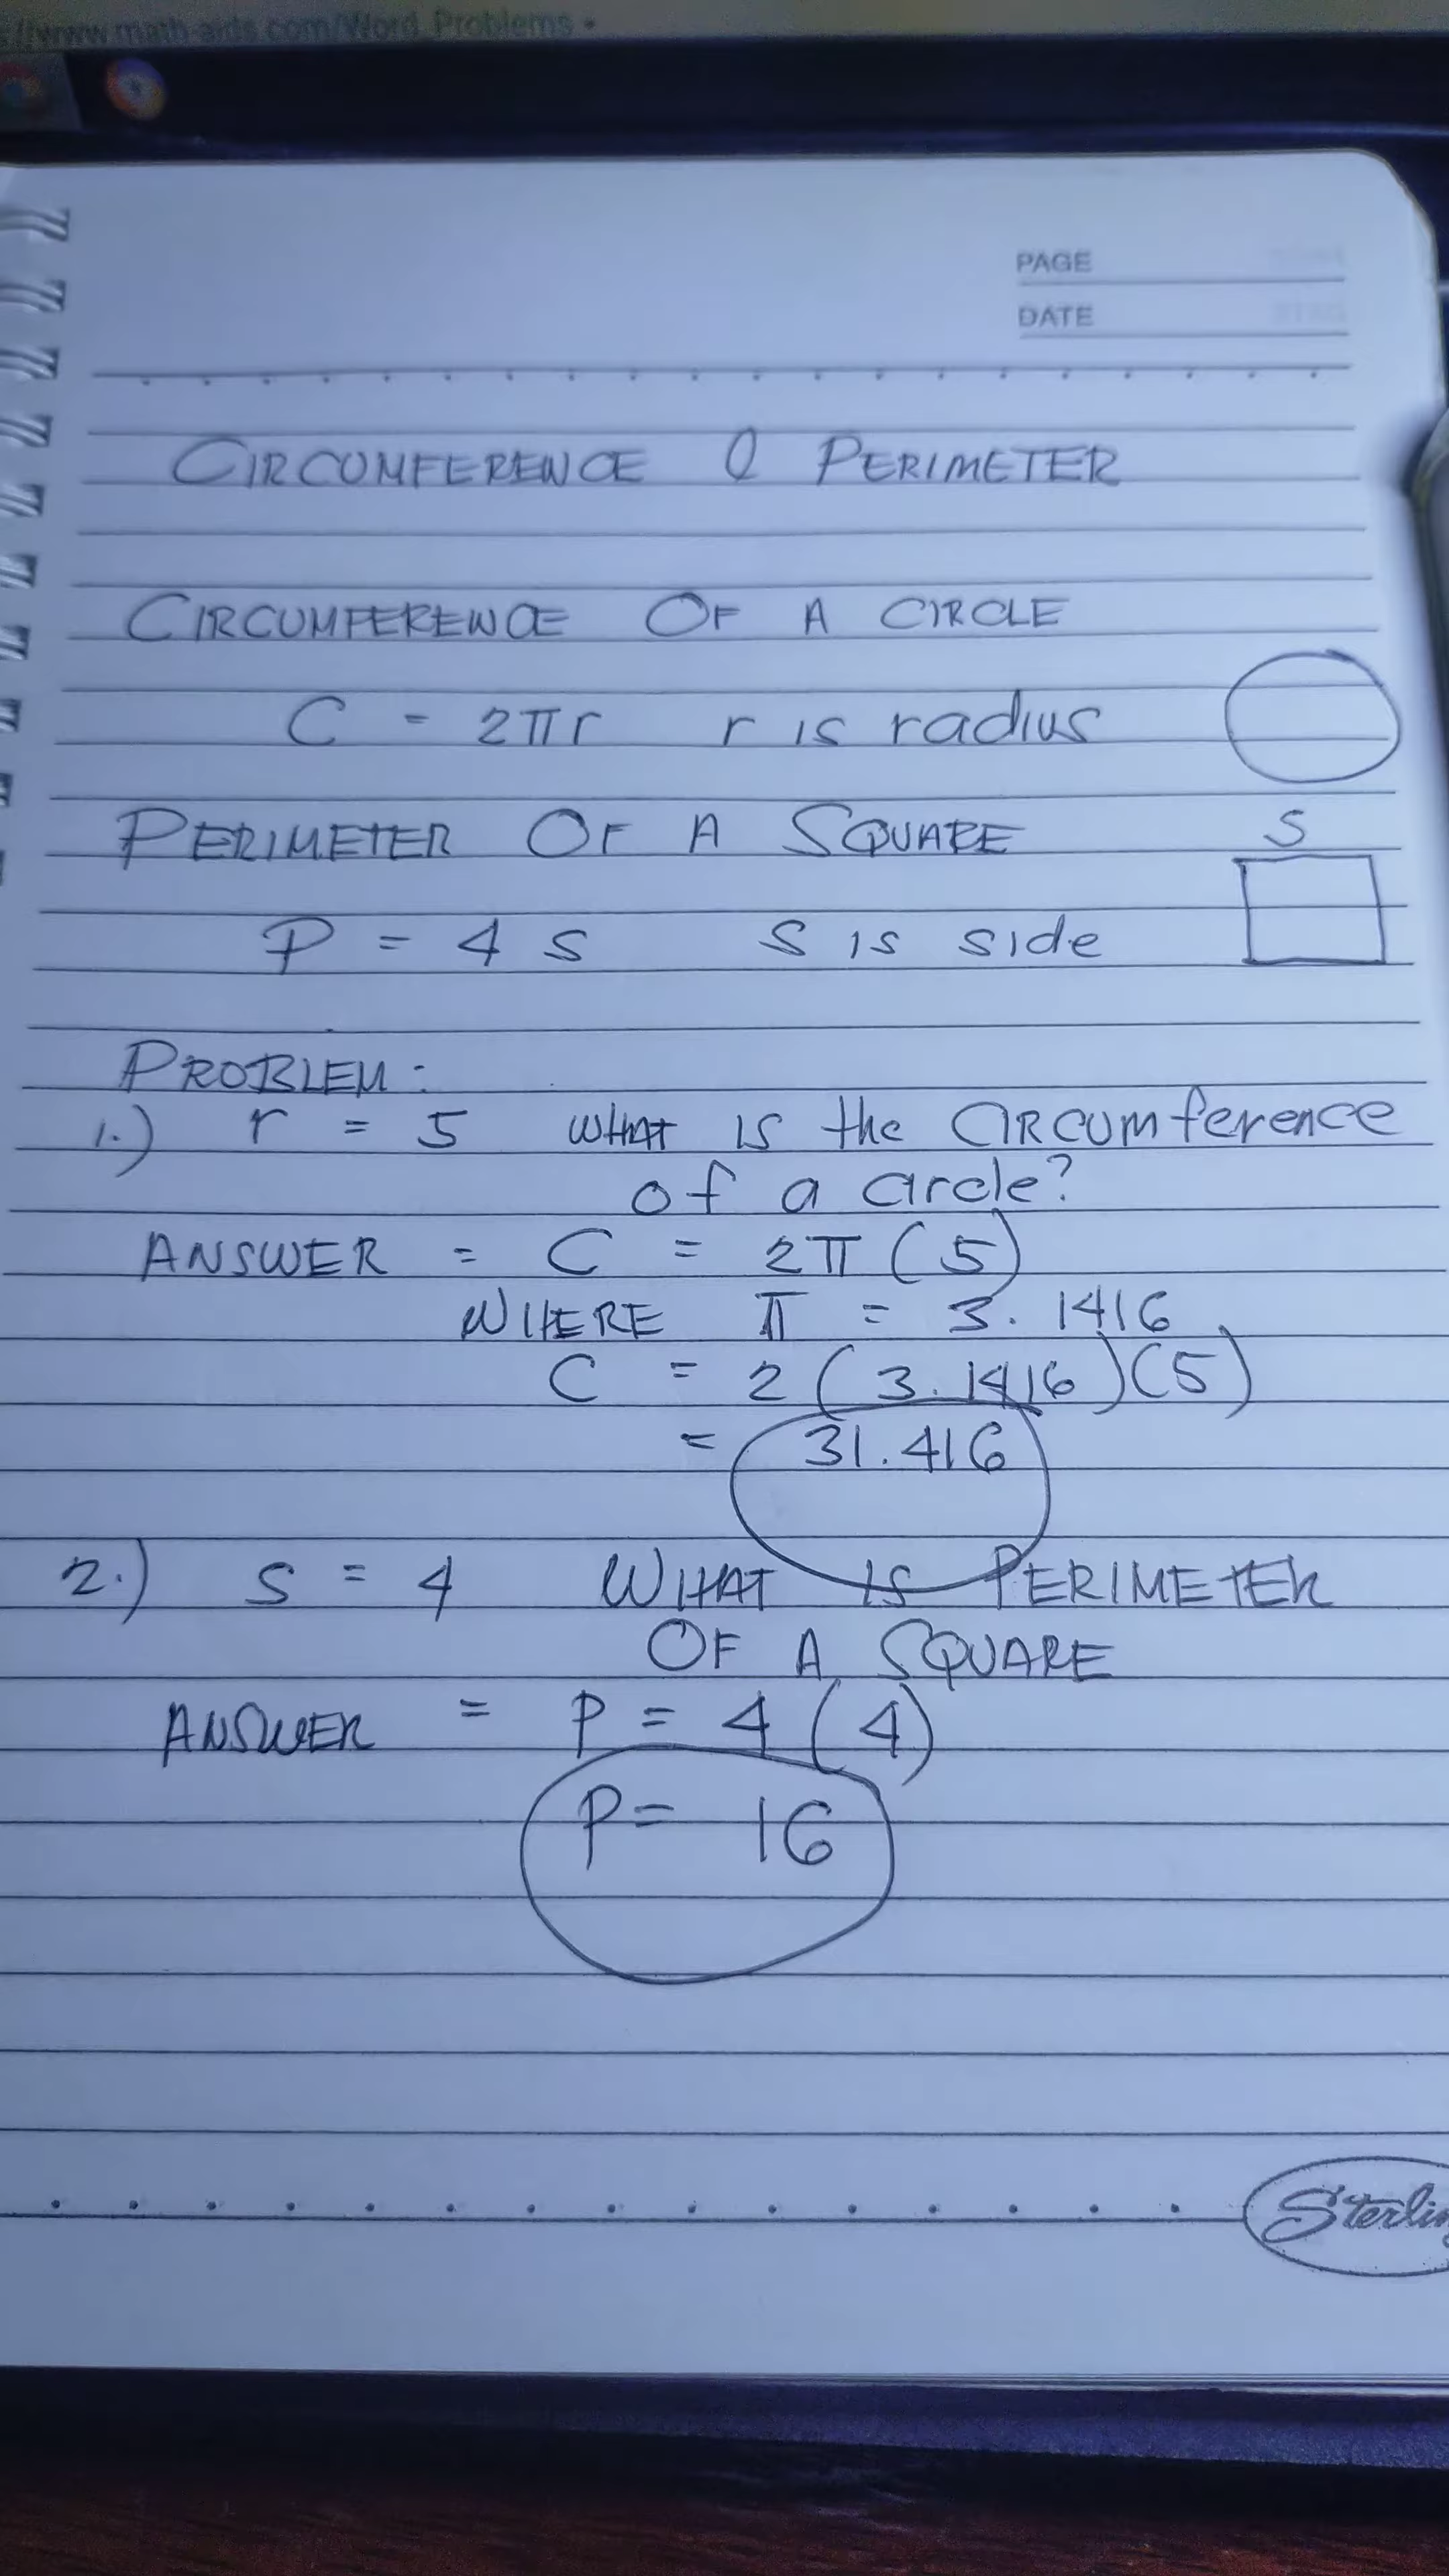 ://www.math-aids.com/Word_Problems
PAGE
DATE
CIRCUMFERENCE & PERIMETER
CIRCUMFERENCE OF A CIRCLE
C = 2πr r is radius
PERIMETER OF A SQUARE
S
P = 4 s S is side
PROBLEM:
1.) r = 5 WHAT IS the CIRCUMference
of a circle?
ANSWER = C = 2π (5)
WHERE π = 3.1416
C = 2 (3.1416)(5)
= 31.416
2.) S = 4 WHAT IS PERIMETER
OF A SQUARE
ANSWER = P = 4 (4)
P = 16